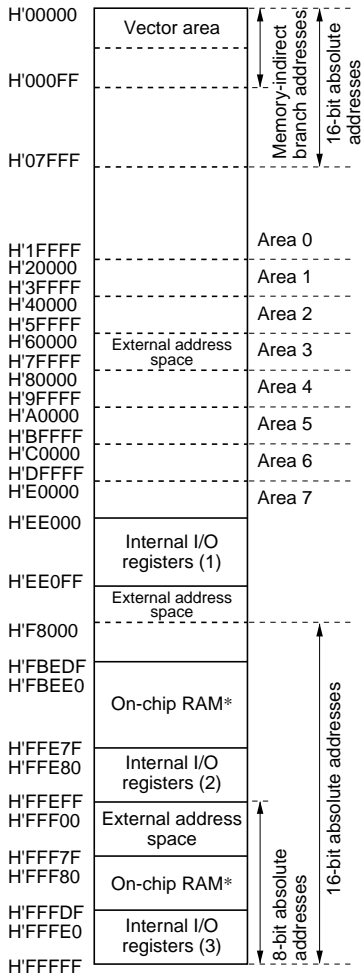 H'00000
Vector area
H'000FF
Memory-indirect
branch addresses
16-bit absolute
addresses
H'07FFF
H'1FFFF
Area 0
H'20000
Area 1
H'3FFFF
H'40000
Area 2
H'5FFFF
H'60000
External address
space
Area 3
H'7FFFF
H'80000
Area 4
H'9FFFF
H'A0000
Area 5
H'BFFFF
H'C0000
Area 6
H'DFFFF
H'E0000
Area 7
H'EE000
Internal I/O
registers (1)
H'EE0FF
External address
space
H'F8000
H'FBEDF
H'FBEE0
On-chip RAM*
H'FFE7F
H'FFE80
Internal I/O
registers (2)
H'FFEFF
H'FFF00
External address
space
H'FFF7F
H'FFF80
On-chip RAM*
H'FFFDF
H'FFFE0
Internal I/O
registers (3)
H'FFFFF
8-bit absolute
addresses
16-bit absolute addresses